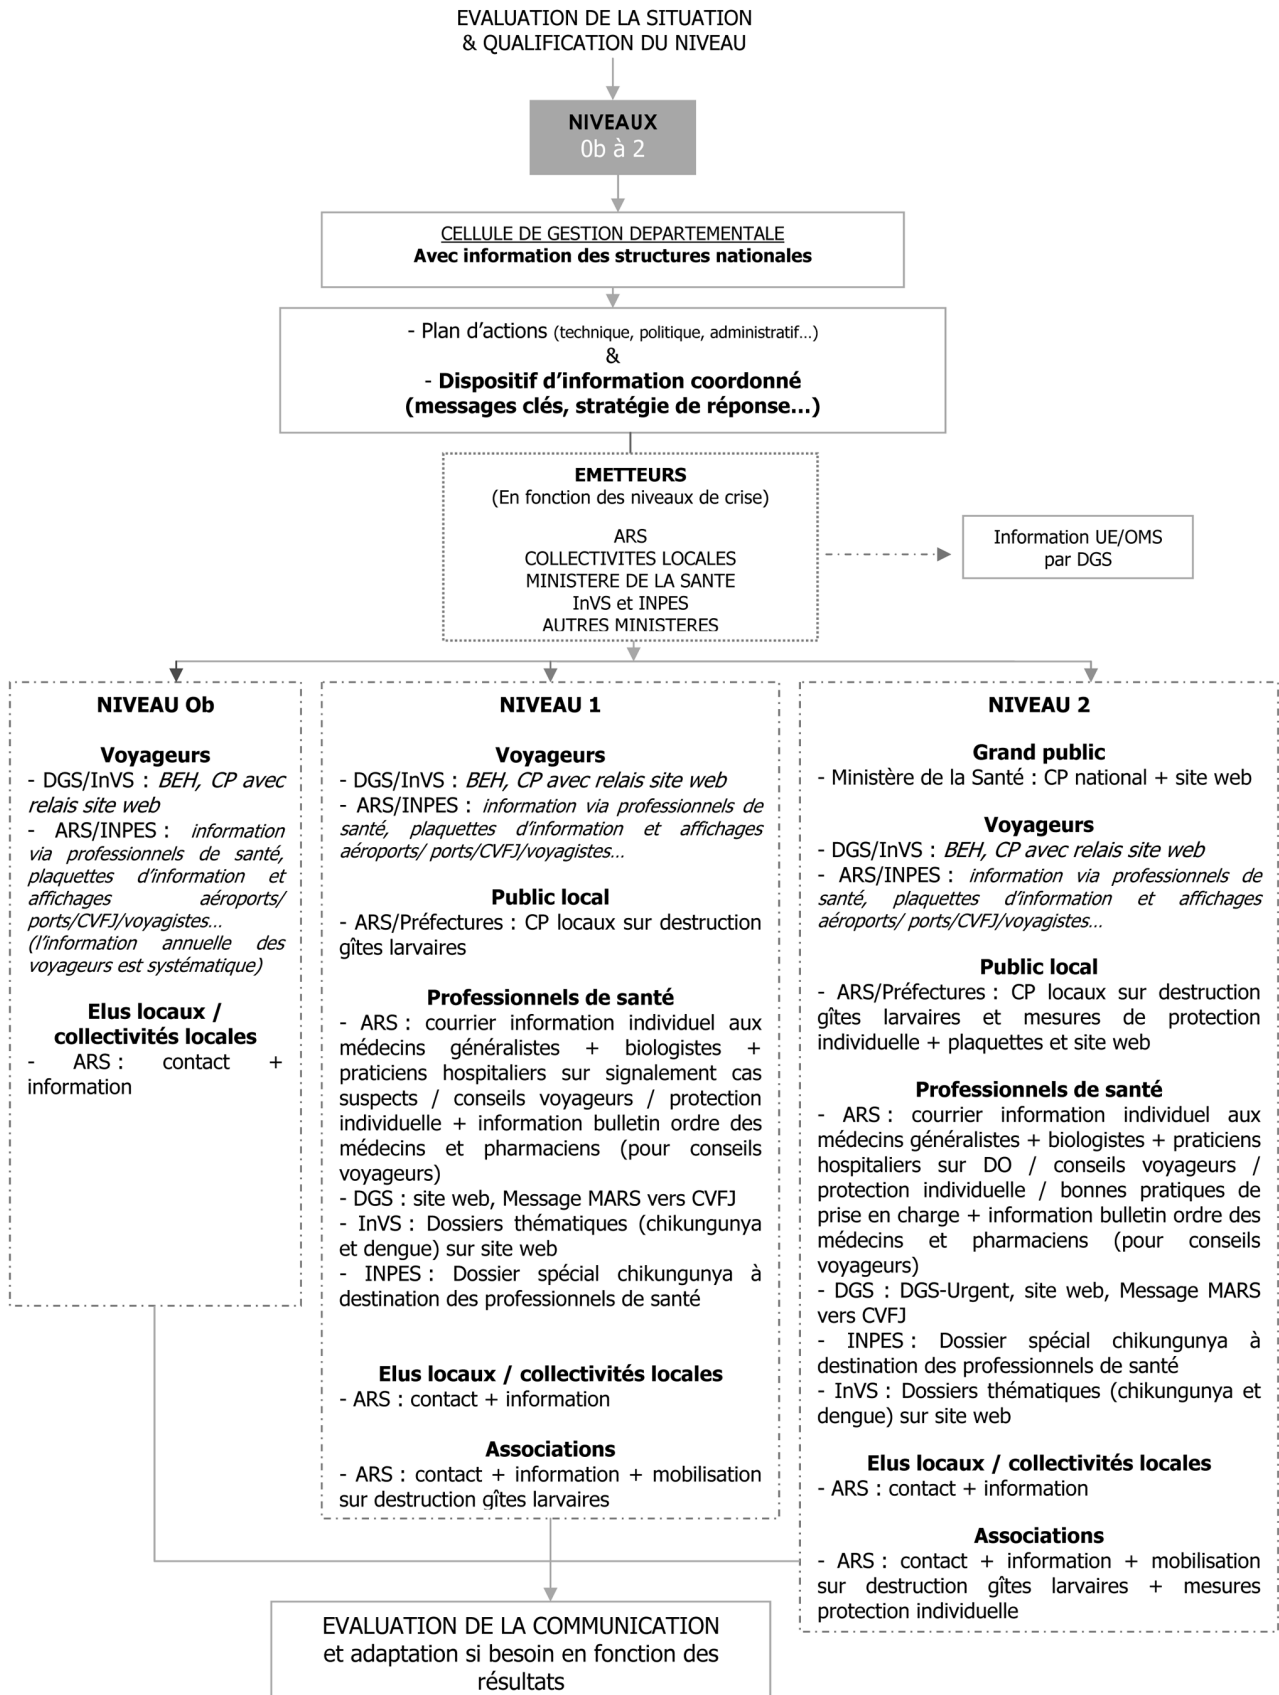 EVALUATION DE LA SITUATION
& QUALIFICATION DU NIVEAU
NIVEAUX
0b à 2
CELLULE DE GESTION DEPARTEMENTALE
Avec information des structures nationales
- Plan d’actions (technique, politique, administratif…)
&
- Dispositif d’information coordonné
(messages clés, stratégie de réponse…)
EMETTEURS
(En fonction des niveaux de crise)
ARS
COLLECTIVITES LOCALES
MINISTERE DE LA SANTE
InVS et INPES
AUTRES MINISTERES
Information UE/OMS
par DGS
NIVEAU Ob
Voyageurs
- DGS/InVS : BEH, CP avec
relais site web
- ARS/INPES : information
via professionnels de santé,
plaquettes d’information et
affichages aéroports/
ports/CVFJ/voyagistes…
(l’information annuelle des
voyageurs est systématique)
Elus locaux /
collectivités locales
- ARS : contact +
information
NIVEAU 1
Voyageurs
- DGS/InVS : BEH, CP avec relais site web
- ARS/INPES : information via professionnels de
santé, plaquettes d’information et affichages
aéroports/ ports/CVFJ/voyagistes…
Public local
- ARS/Préfectures : CP locaux sur destruction
gîtes larvaires
Professionnels de santé
- ARS : courrier information individuel aux
médecins généralistes + biologistes +
praticiens hospitaliers sur signalement cas
suspects / conseils voyageurs / protection
individuelle + information bulletin ordre des
médecins et pharmaciens (pour conseils
voyageurs)
- DGS : site web, Message MARS vers CVFJ
- InVS : Dossiers thématiques (chikungunya
et dengue) sur site web
- INPES : Dossier spécial chikungunya à
destination des professionnels de santé
Elus locaux / collectivités locales
- ARS : contact + information
Associations
- ARS : contact + information + mobilisation
sur destruction gîtes larvaires
NIVEAU 2
Grand public
- Ministère de la Santé : CP national + site web
Voyageurs
- DGS/InVS : BEH, CP avec relais site web
- ARS/INPES : information via professionnels de
santé, plaquettes d’information et affichages
aéroports/ ports/CVFJ/voyagistes…
Public local
- ARS/Préfectures : CP locaux sur destruction
gîtes larvaires et mesures de protection
individuelle + plaquettes et site web
Professionnels de santé
- ARS : courrier information individuel aux
médecins généralistes + biologistes + praticiens
hospitaliers sur DO / conseils voyageurs /
protection individuelle / bonnes pratiques de
prise en charge + information bulletin ordre des
médecins et pharmaciens (pour conseils
voyageurs)
- DGS : DGS-Urgent, site web, Message MARS
vers CVFJ
- INPES : Dossier spécial chikungunya à
destination des professionnels de santé
- InVS : Dossiers thématiques (chikungunya et
dengue) sur site web
Elus locaux / collectivités locales
- ARS : contact + information
Associations
- ARS : contact + information + mobilisation
sur destruction gîtes larvaires + mesures
protection individuelle
EVALUATION DE LA COMMUNICATION
et adaptation si besoin en fonction des
résultats